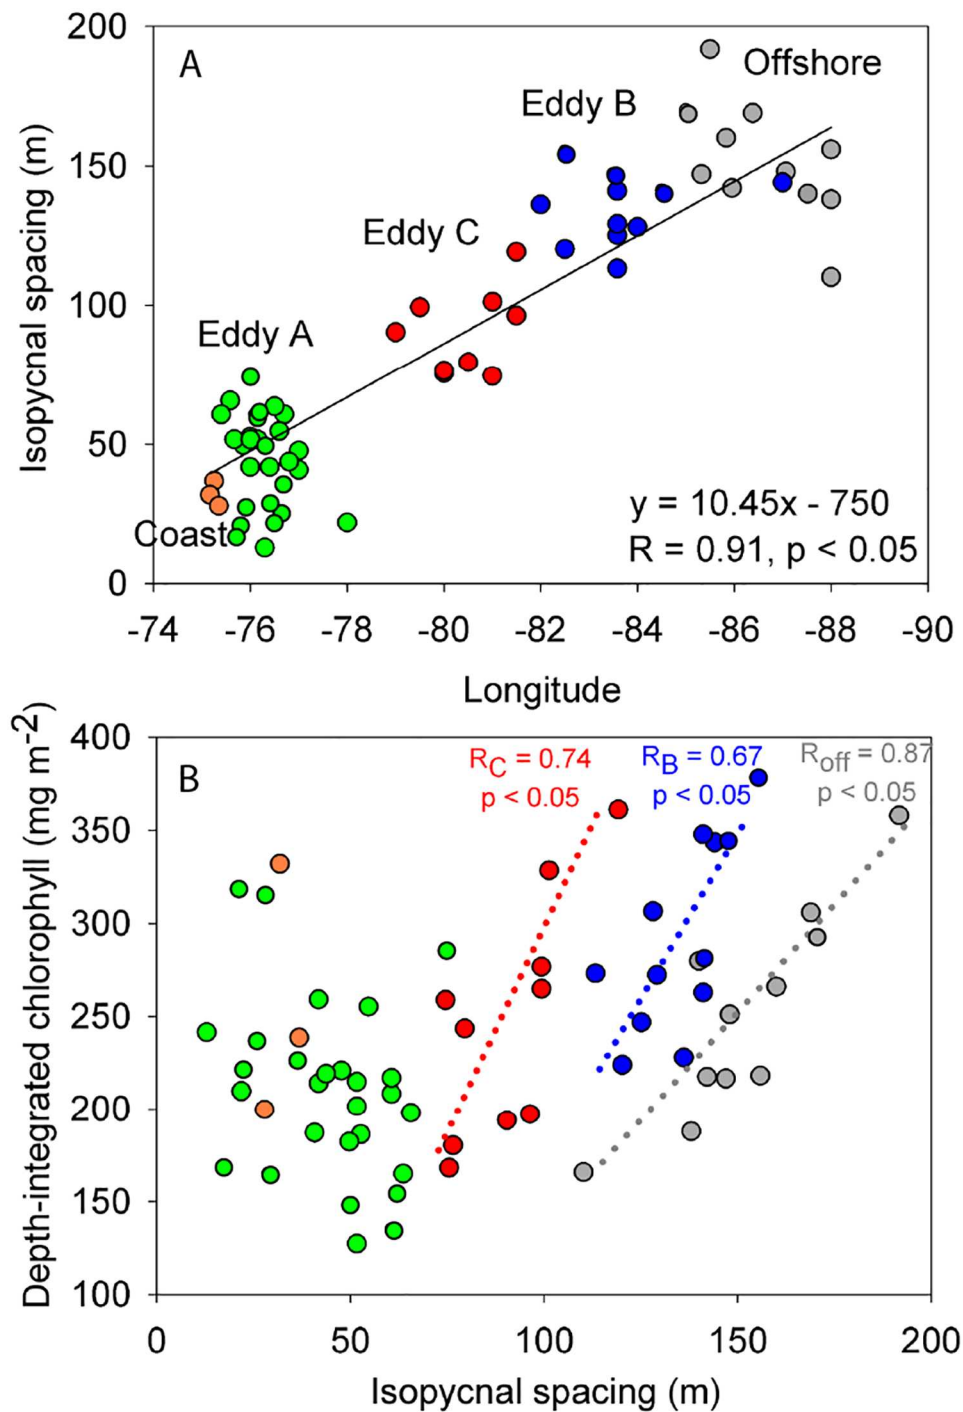 200
A
Offshore
Eddy B
150
Eddy C
100
Eddy A
50
y = 10.45x - 750
Coast
R = 0.91, p < 0.05
0
-74 -76 -78 -80 -82 -84 -86 -88 -90
Isopycnal spacing (m)
Longitude
400
B
R_C = 0.74
p < 0.05
R_B = 0.67
p < 0.05
R_off = 0.87
p < 0.05
350
300
250
200
150
100
0 50 100 150 200
Depth-integrated chlorophyll (mg m⁻²)
Isopycnal spacing (m)